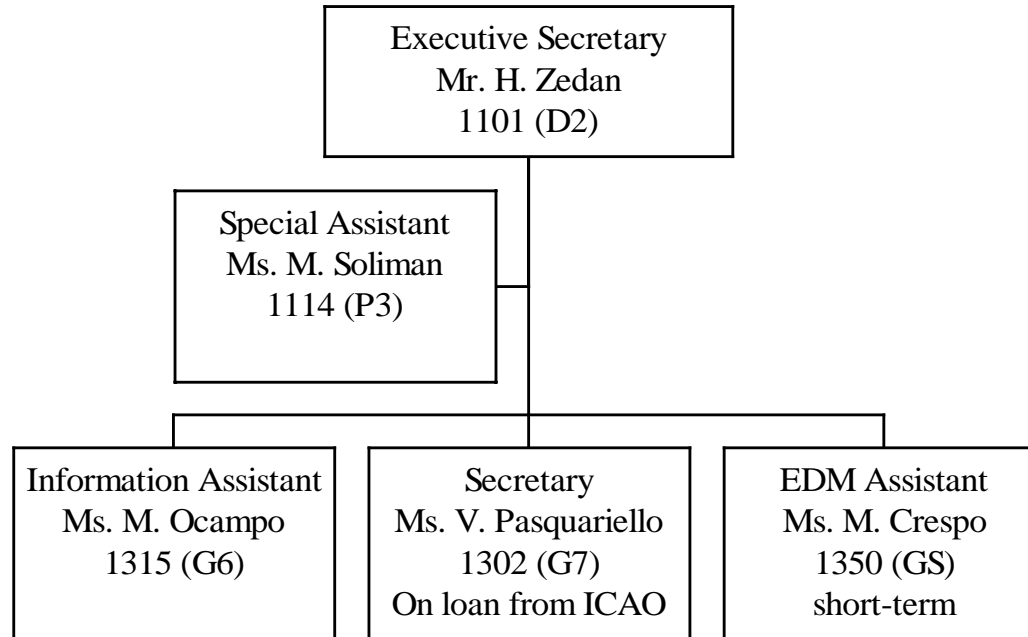 Executive Secretary
Mr. H. Zedan
1101 (D2)
Special Assistant
Ms. M. Soliman
1114 (P3)
Information Assistant
Ms. M. Ocampo
1315 (G6)
Secretary
Ms. V. Pasquariello
1302 (G7)
On loan from ICAO
EDM Assistant
Ms. M. Crespo
1350 (GS)
short-term